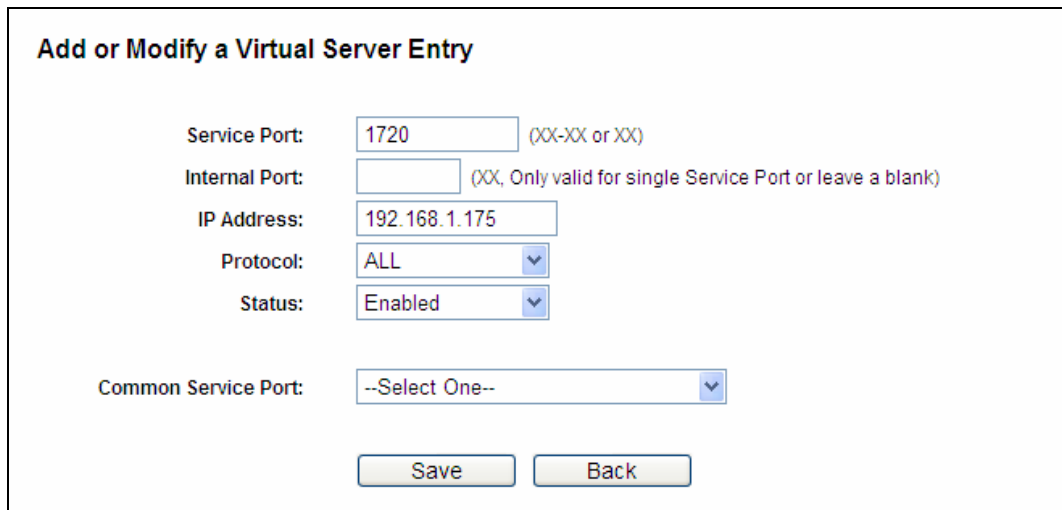 Add or Modify a Virtual Server Entry
Service Port: 1720 (XX-XX or XX)
Internal Port: (XX, Only valid for single Service Port or leave a blank)
IP Address: 192.168.1.175
Protocol: ALL
Status: Enabled
Common Service Port: --Select One--
Save Back